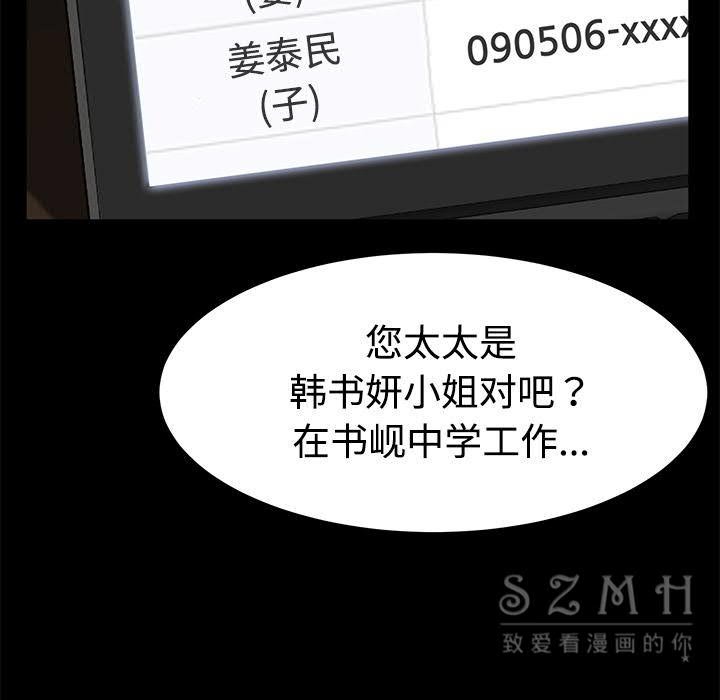 姜泰民
(子)
090506-xxxx
您太太是
韩书妍小姐对吧？
在书岘中学工作...
SZMH
致爱看漫画的你